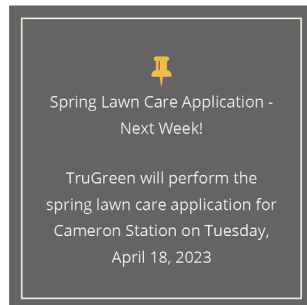 Spring Lawn Care Application -
Next Week!
TruGreen will perform the
spring lawn care application for
Cameron Station on Tuesday,
April 18, 2023